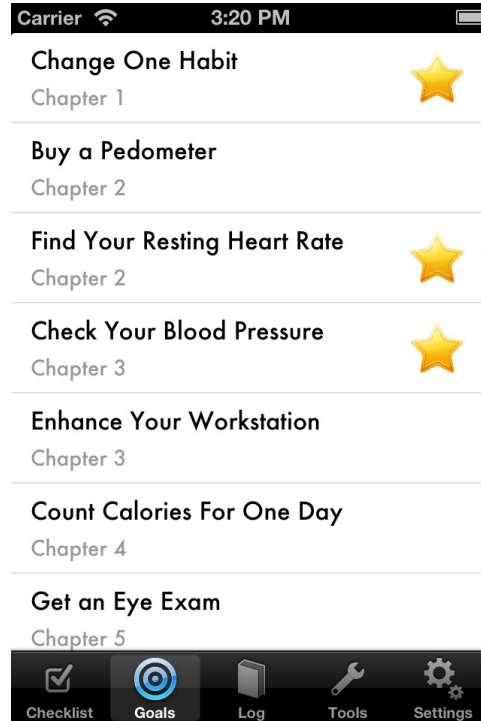 Carrier 3:20 PM
Change One Habit
Chapter 1
Buy a Pedometer
Chapter 2
Find Your Resting Heart Rate
Chapter 2
Check Your Blood Pressure
Chapter 3
Enhance Your Workstation
Chapter 3
Count Calories For One Day
Chapter 4
Get an Eye Exam
Chapter 5
Checklist Goals Log Tools Settings